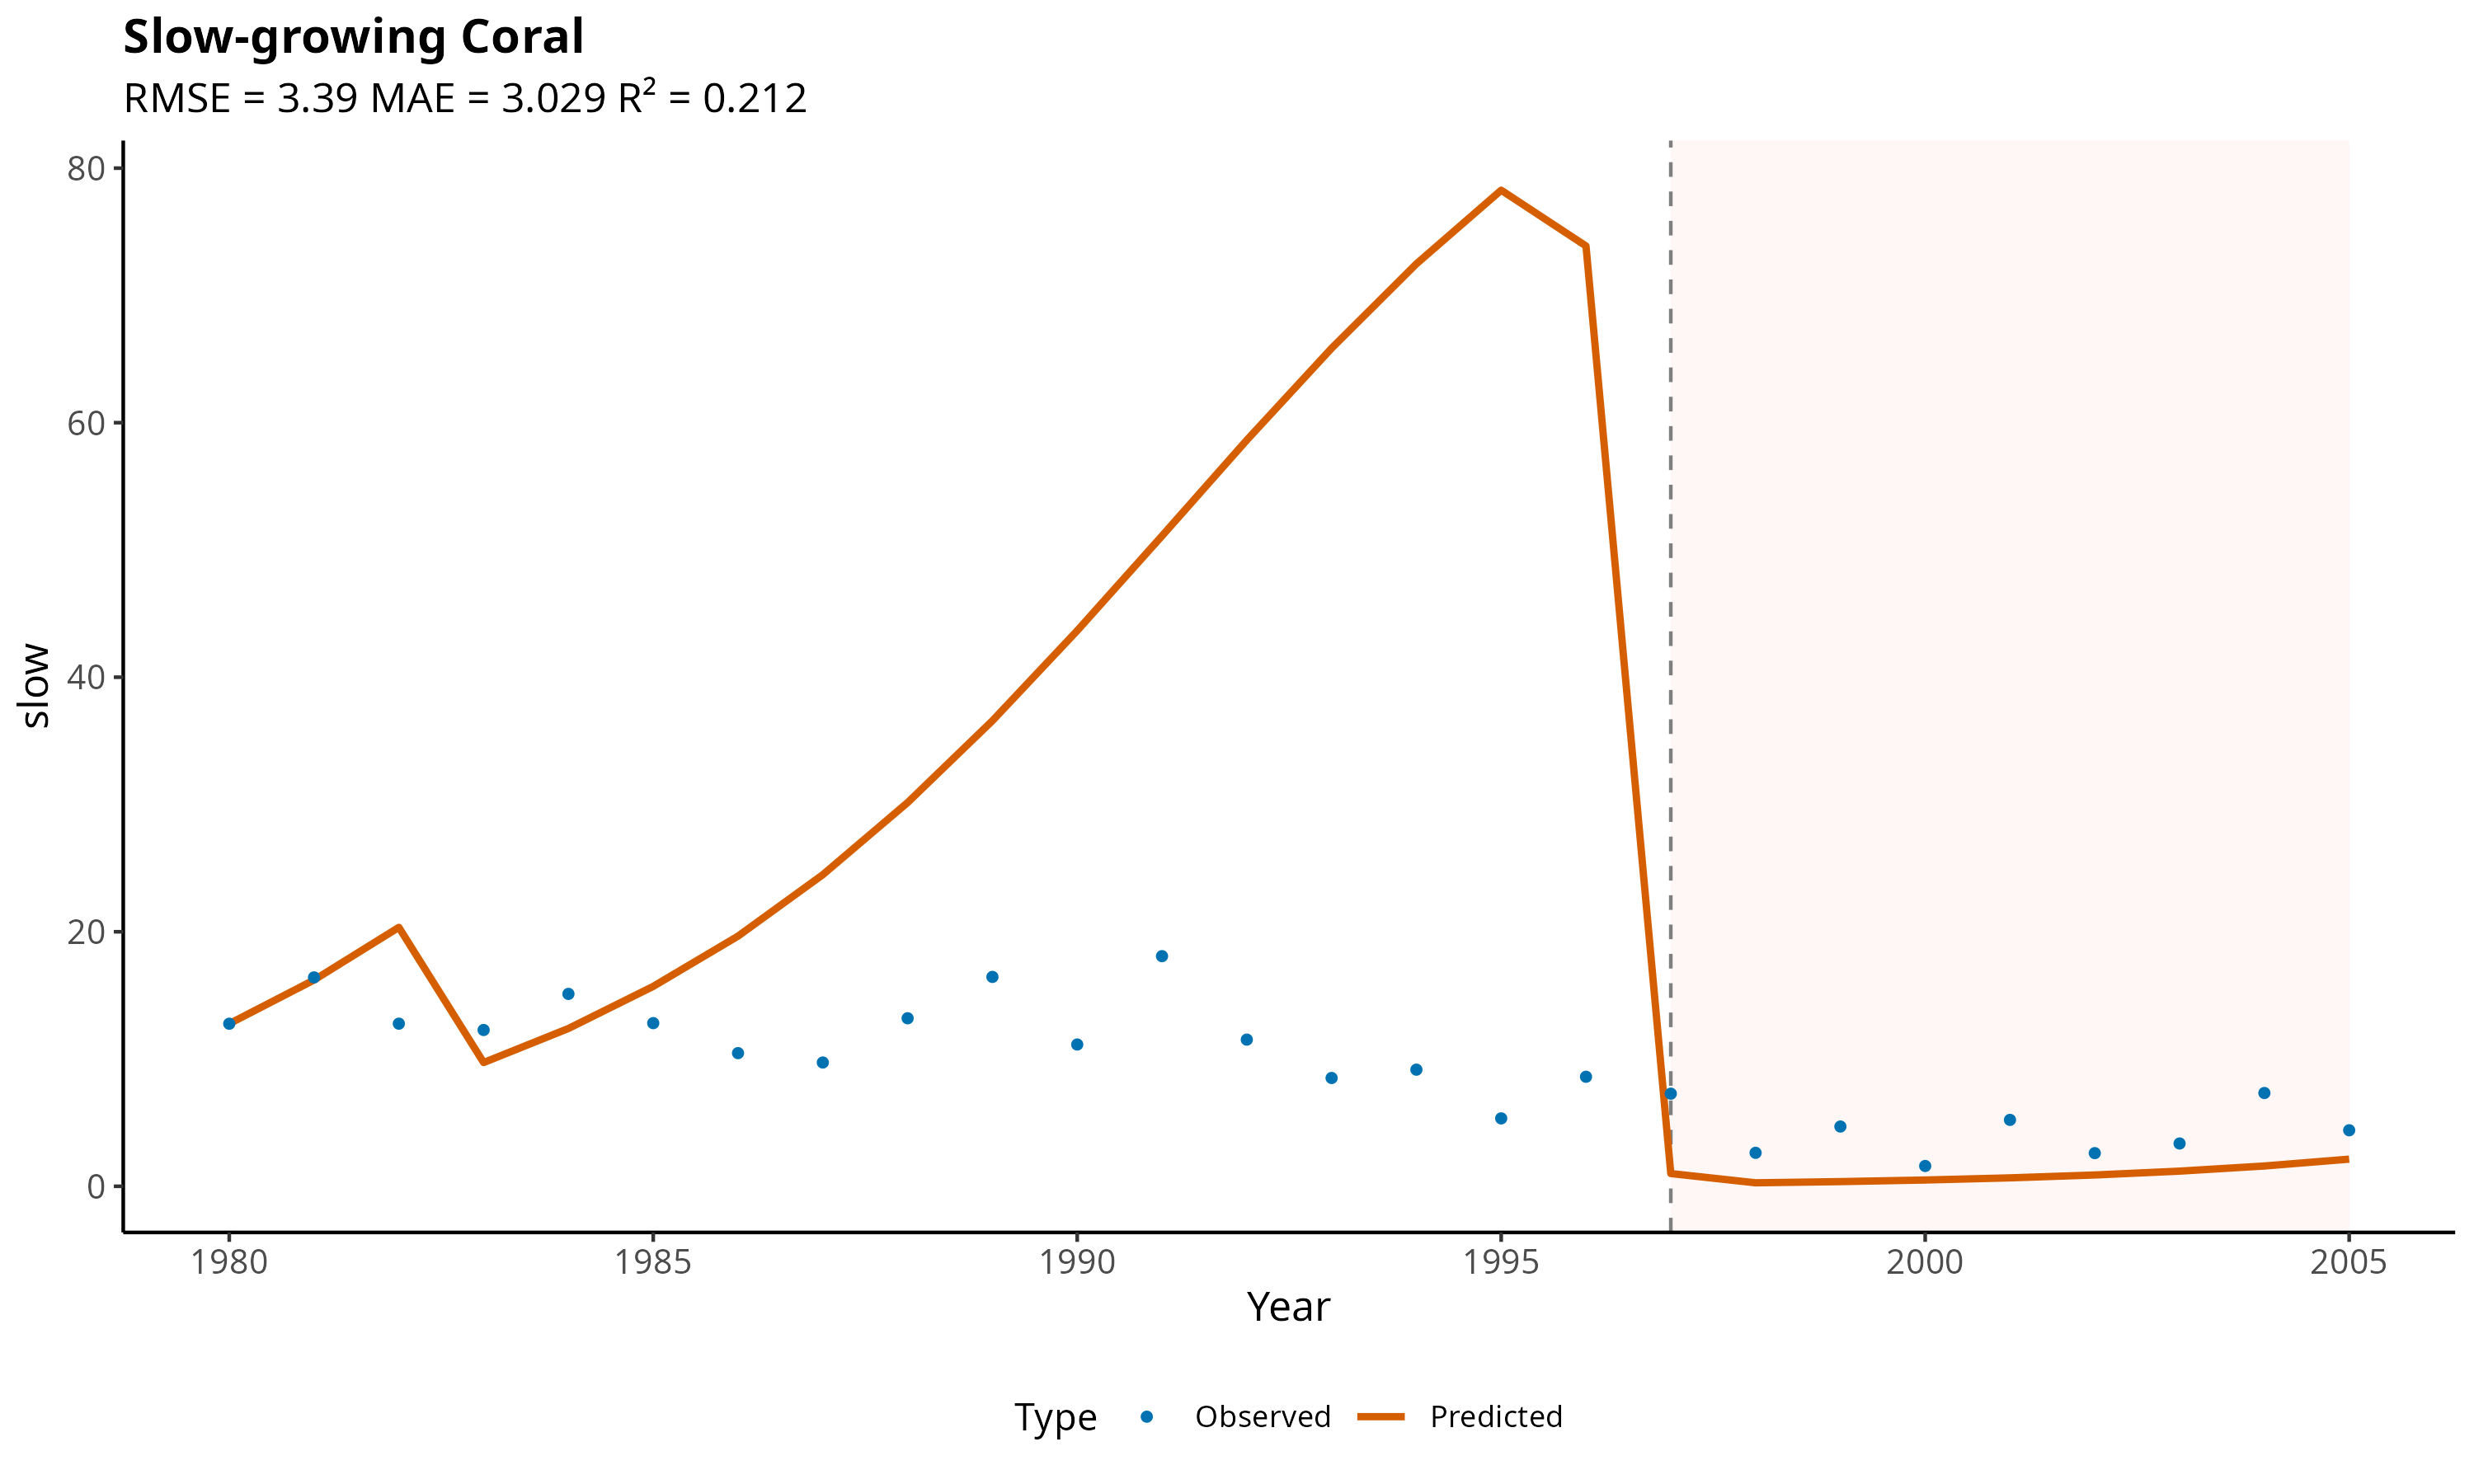 Slow-growing Coral
RMSE = 3.39 MAE = 3.029 R² = 0.212
80
60
40
20
0
slow
1980 1985 1990 1995 2000 2005
Year
Type Observed Predicted